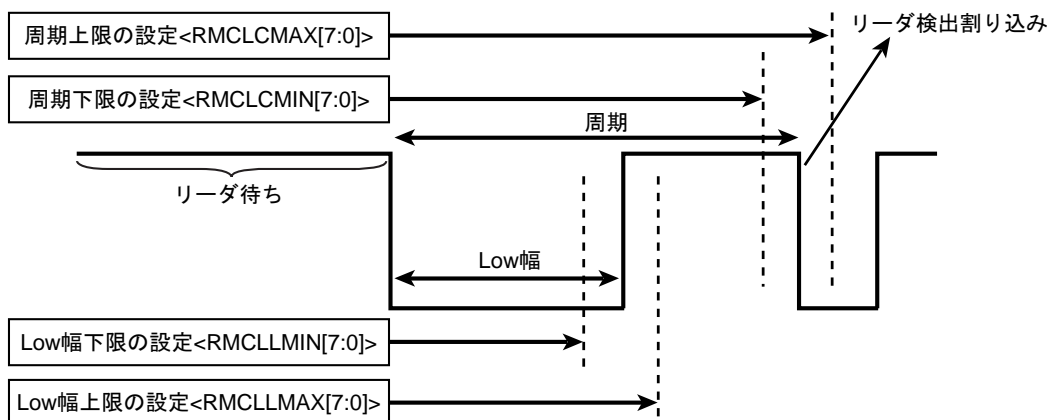 周期上限の設定<RMCLCMAX[7:0]>
リーダ検出割り込み
周期下限の設定<RMCLCMIN[7:0]>
周期
リーダ待ち
Low幅
Low幅下限の設定<RMCLLMIN[7:0]>
Low幅上限の設定<RMCLLMAX[7:0]>